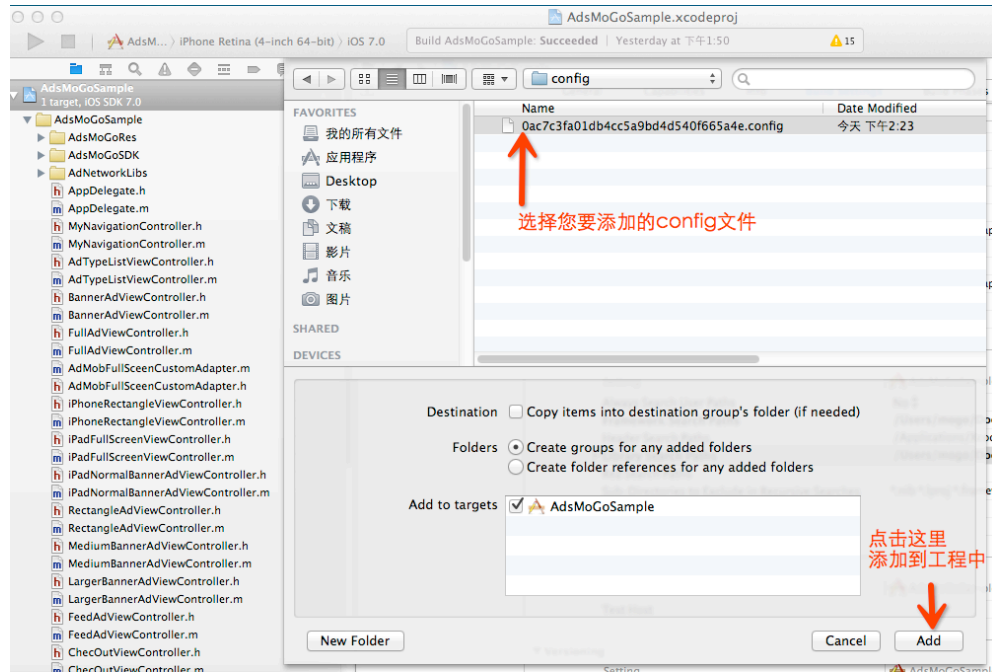 AdsMoGoSample.xcodeproj
AdsM... iPhone Retina (4-inch 64-bit) iOS 7.0
Build AdsMoGoSample: Succeeded | Yesterday at 下午1:50
15
AdsMoGoSample
1 target, iOS SDK 7.0
AdsMoGoSample
AdsMoGoRes
AdsMoGoSDK
AdNetworkLibs
AppDelegate.h
AppDelegate.m
MyNavigationController.h
MyNavigationController.m
AdTypeListViewController.h
AdTypeListViewController.m
BannerAdViewController.h
BannerAdViewController.m
FullAdViewController.h
FullAdViewController.m
AdMobFullSceenCustomAdapter.m
AdMobFullSceenCustomAdapter.h
iPhoneRectangleViewController.h
iPhoneRectangleViewController.m
iPadFullScreenViewController.h
iPadFullScreenViewController.m
iPadNormalBannerAdViewController.h
iPadNormalBannerAdViewController.m
RectangleAdViewController.h
RectangleAdViewController.m
MediumBannerAdViewController.h
MediumBannerAdViewController.m
LargerBannerAdViewController.h
LargerBannerAdViewController.m
FeedAdViewController.h
FeedAdViewController.m
ChecOutViewController.h
ChecOutViewController.m
config
FAVORITES
我的所有文件
应用程序
Desktop
下载
文稿
影片
音乐
图片
SHARED
DEVICES
Name
Date Modified
0ac7c3fa01db4cc5a9bd4d540f665a4e.config
今天 下午2:23
选择您要添加的config文件
Destination
Copy items into destination group's folder (if needed)
Folders
Create groups for any added folders
Create folder references for any added folders
Add to targets
AdsMoGoSample
点击这里
添加到工程中
New Folder
Cancel
Add
Setting